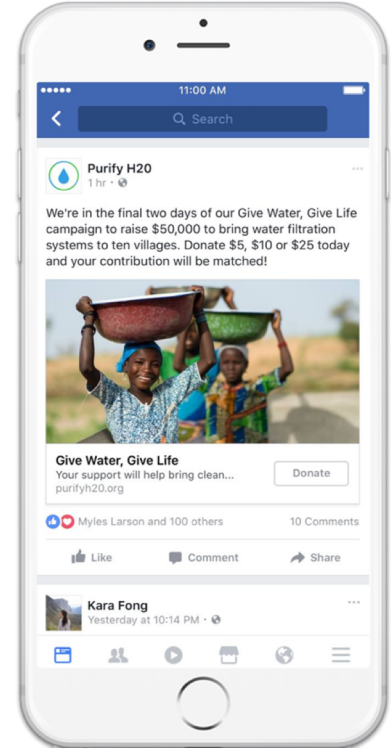 11:00 AM
Search
Purify H20
1 hr ·
We're in the final two days of our Give Water, Give Life
campaign to raise $50,000 to bring water filtration
systems to ten villages. Donate $5, $10 or $25 today
and your contribution will be matched!
Give Water, Give Life
Your support will help bring clean...
purifyh20.org
Donate
Myles Larson and 100 others
10 Comments
Like
Comment
Share
Kara Fong
Yesterday at 10:14 PM ·